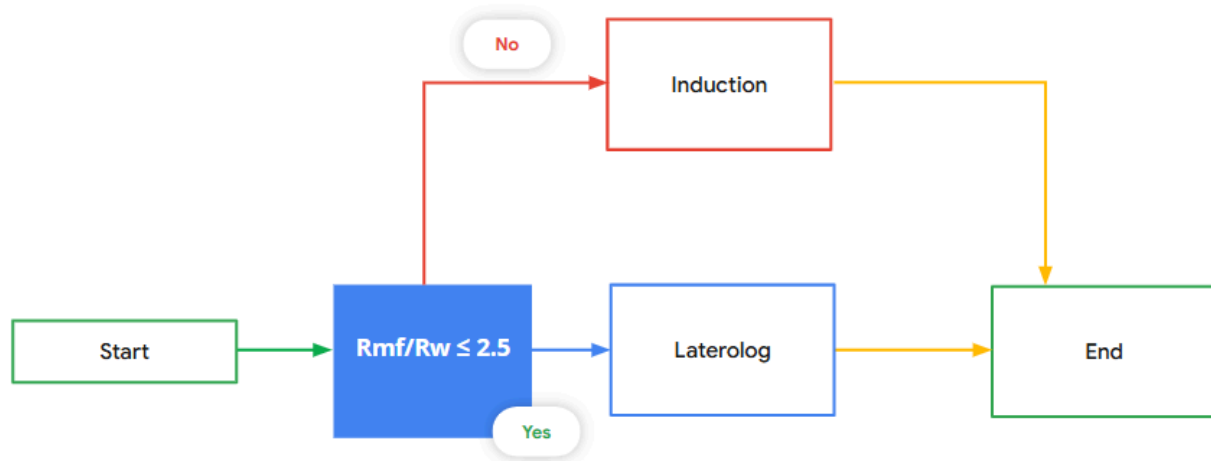 No
Induction
Start
Rmf/Rw ≤ 2.5
Laterolog
End
Yes